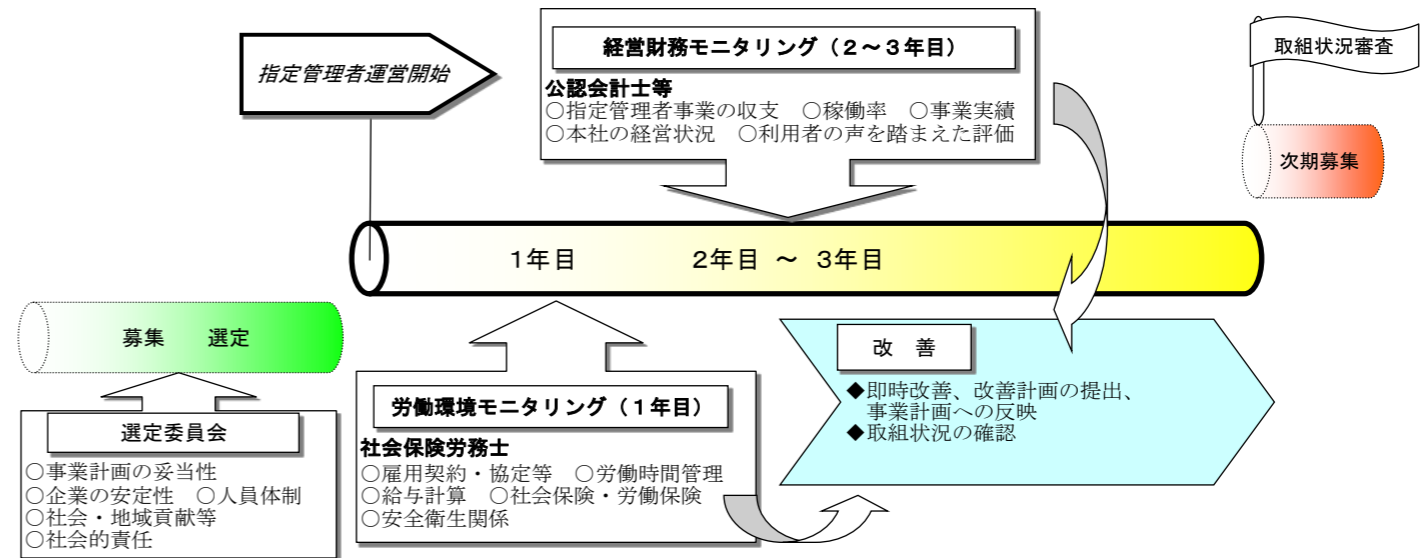 経営財務モニタリング（２～３年目）
公認会計士等
○指定管理者事業の収支　○稼働率　○事業実績
○本社の経営状況　○利用者の声を踏まえた評価
指定管理者運営開始
取組状況審査
次期募集
１年目　２年目 ～ ３年目
募集　選定
選定委員会
○事業計画の妥当性
○企業の安定性　○人員体制
○社会・地域貢献等
○社会的責任
労働環境モニタリング（１年目）
社会保険労務士
○雇用契約・協定等　○労働時間管理
○給与計算　○社会保険・労働保険
○安全衛生関係
改　善
◆即時改善、改善計画の提出、
事業計画への反映
◆取組状況の確認